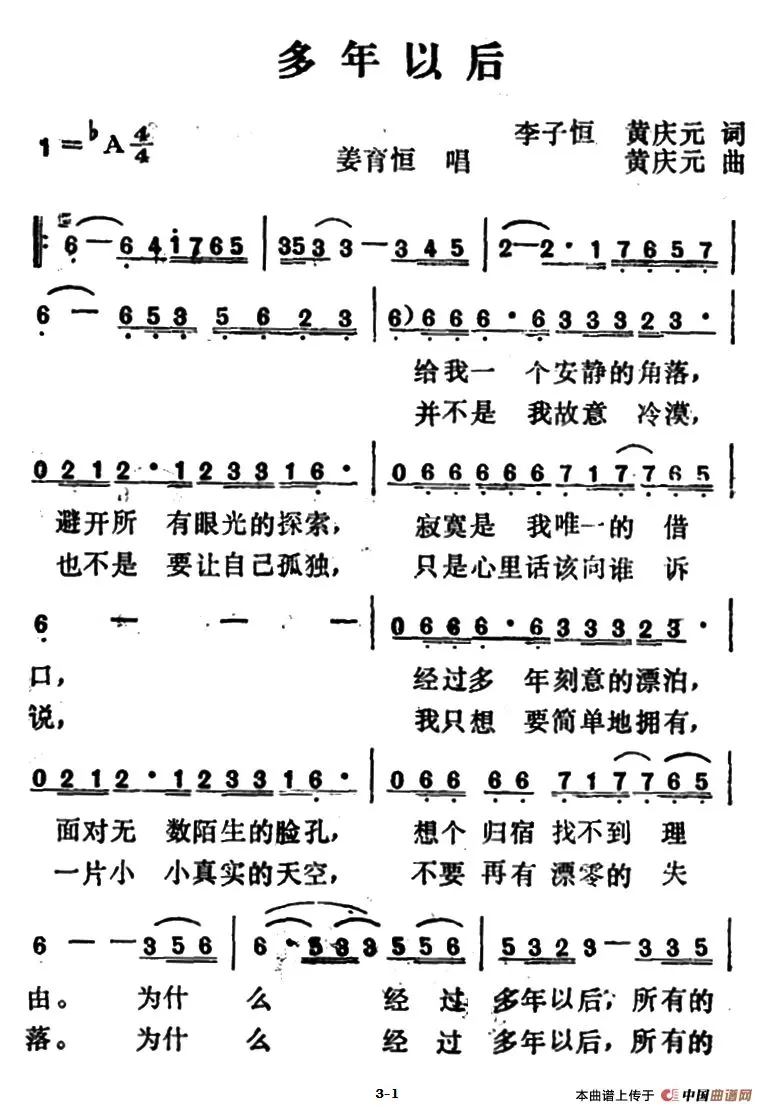 多年以后
1=♭A 4/4
李子恒 黄庆元 词
姜育恒 唱 黄庆元 曲
6 — 6 4 i 7 6 5 | 3 5 3 3 — 3 4 5 | 2 — 2 · 1 7 6 5 7 |
6 — 6 5 3 5 6 2 3 | 6) 6 6 6 · 6 3 3 3 2 3 · |
给我一 个安静的角落,
并不是 我故意 冷漠,
0 2 1 2 · 1 2 3 3 1 6 · | 0 6 6 6 6 6 7 1 7 7 6 5 |
避开所 有眼光的探索, 寂寞是 我唯一的 借
也不是 要让自己孤独, 只是心里话该向谁 诉
6 — — — | 0 6 6 6 · 6 3 3 3 2 3 · |
口, 经过多 年刻意的漂泊,
说, 我只想 要简单地拥有,
0 2 1 2 · 1 2 3 3 1 6 · | 0 6 6 6 6 7 1 7 7 6 5 |
面对无 数陌生的脸孔, 想个 归宿 找不到 理
一片小 小真实的天空, 不要 再有 漂零的 失
6 — — 3 5 6 | 6 · 5 3 3 3 5 5 5 6 | 5 3 2 3 — 3 3 5 |
由。 为什 么 经 过 多年以后, 所有的
落。 为什 么 经 过 多年以后, 所有的
3-1
本曲谱上传于 中国曲谱网